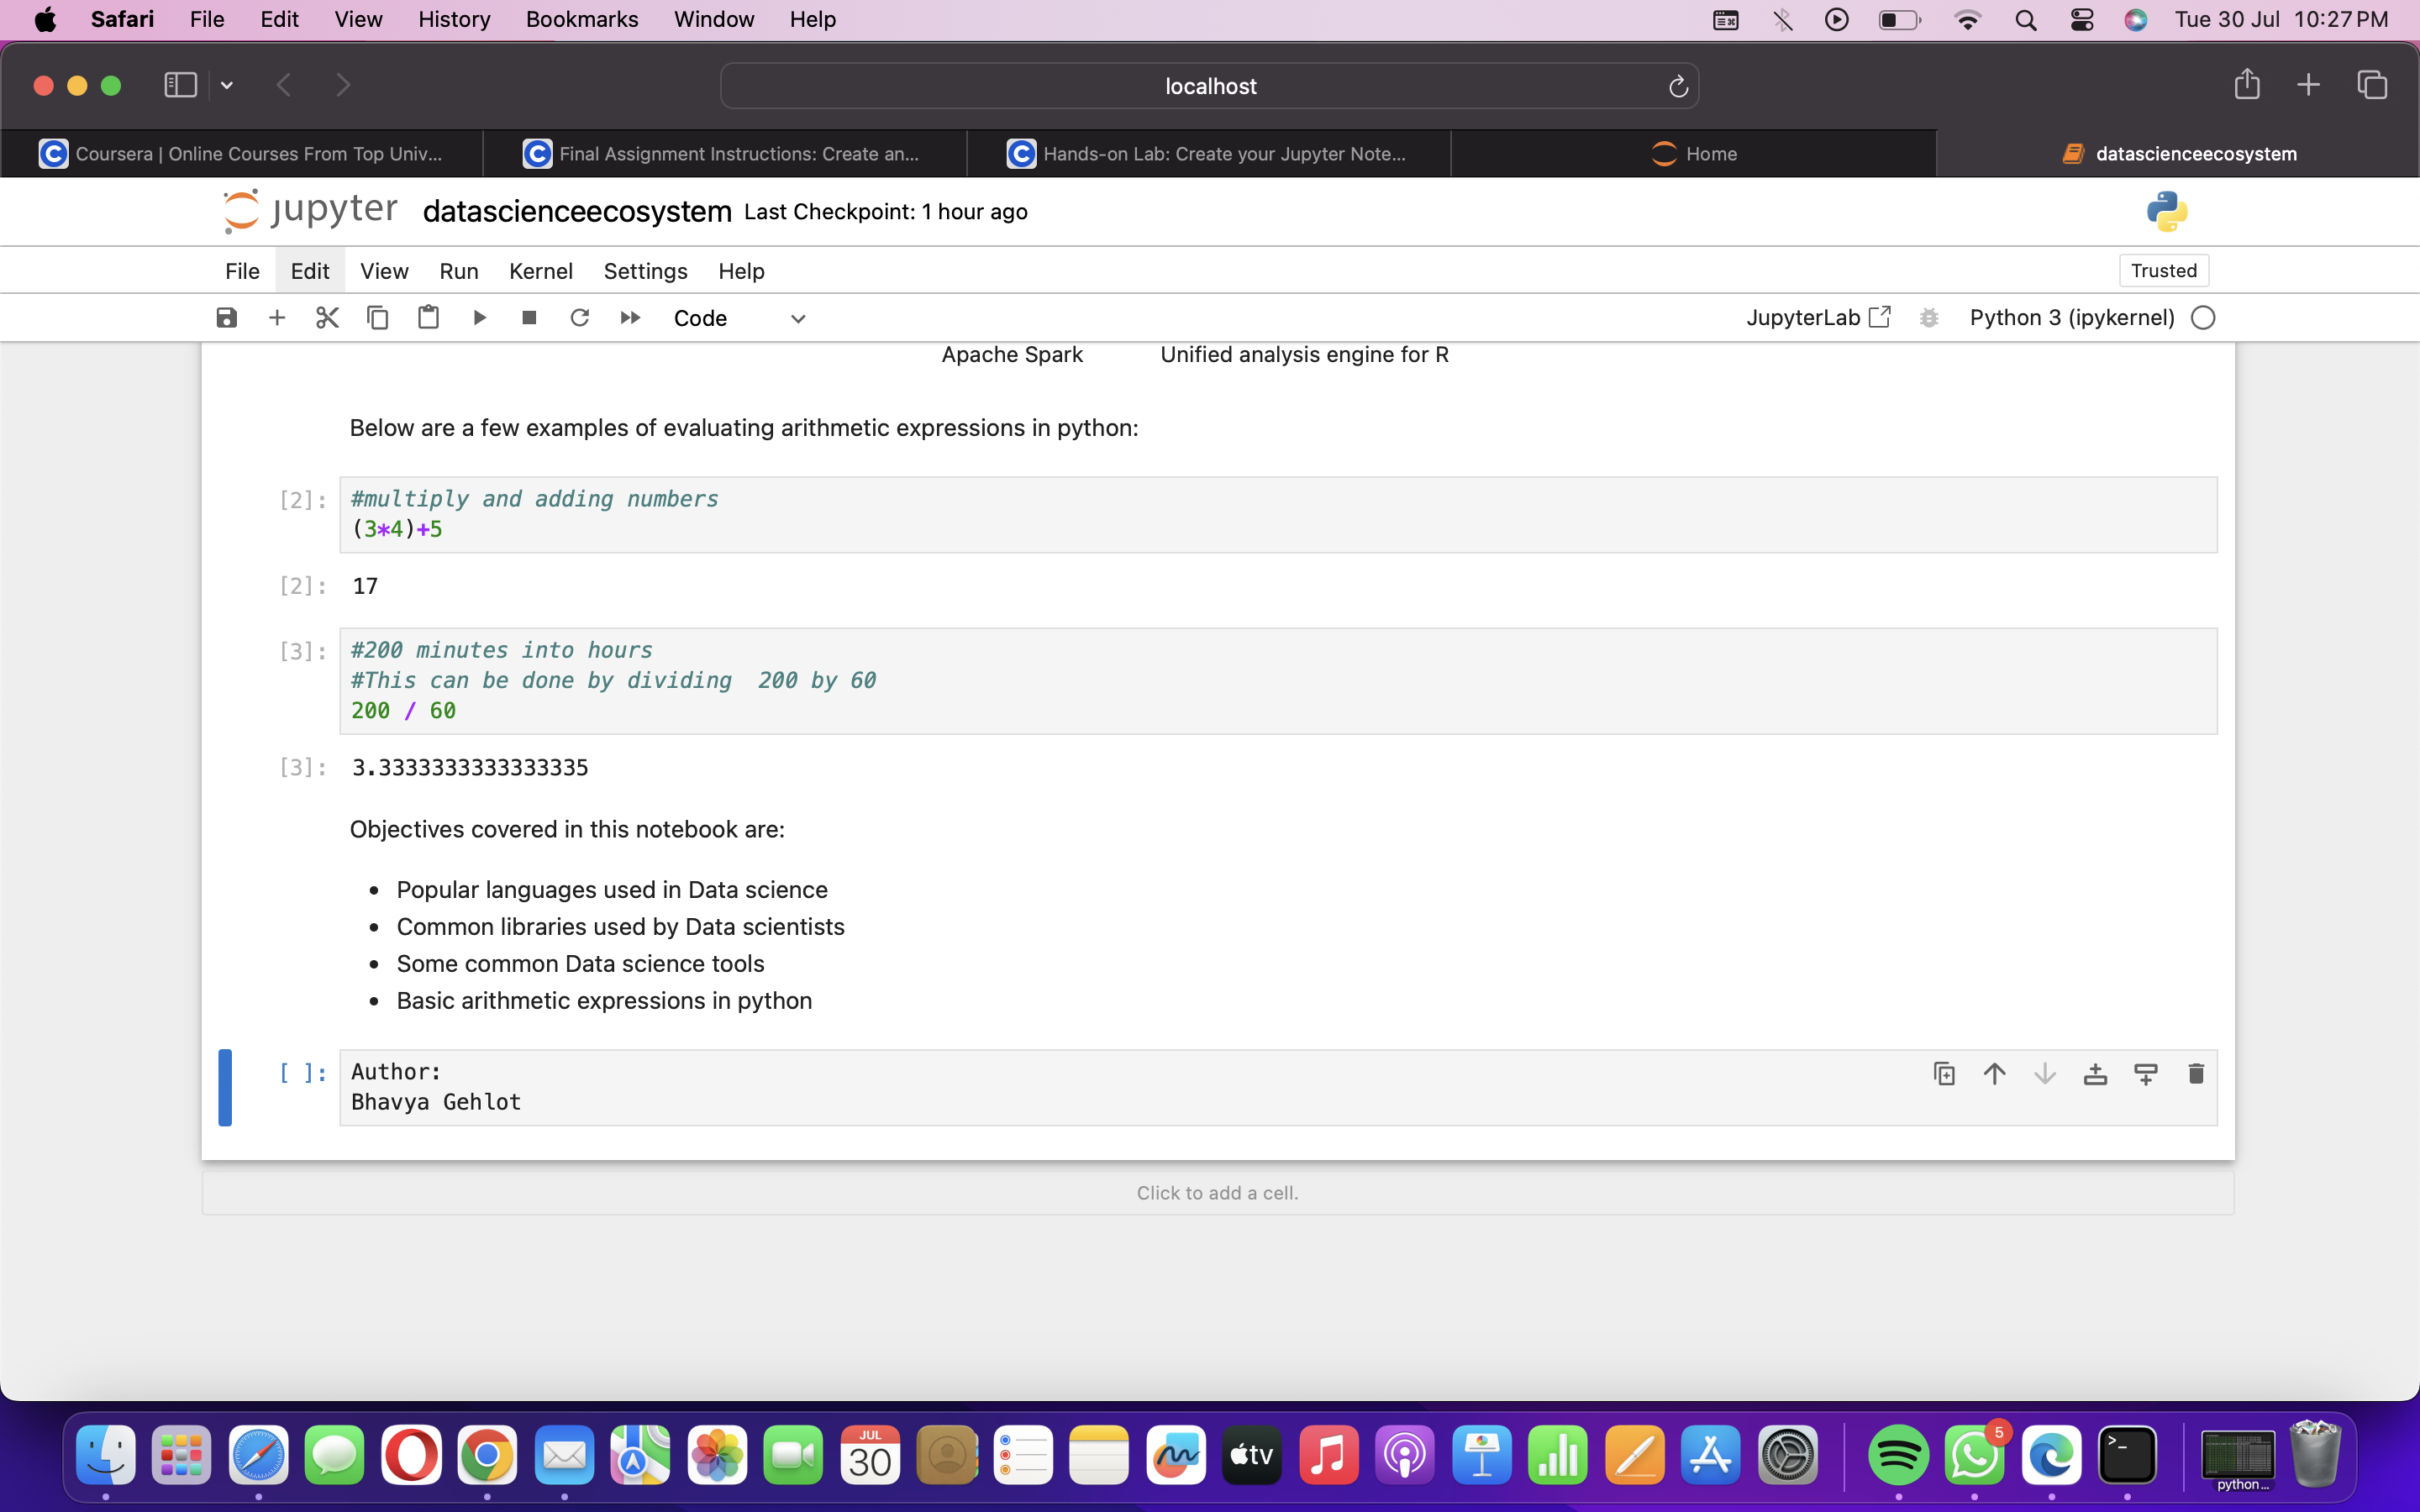 Safari File Edit View History Bookmarks Window Help Tue 30 Jul 10:27 PM
localhost
Coursera | Online Courses From Top Univ... Final Assignment Instructions: Create an... Hands-on Lab: Create your Jupyter Note... Home datascienceecosystem
jupyter datascienceecosystem Last Checkpoint: 1 hour ago
File Edit View Run Kernel Settings Help Trusted
Code JupyterLab Python 3 (ipykernel)
Apache Spark Unified analysis engine for R
Below are a few examples of evaluating arithmetic expressions in python:
[2]: #multiply and adding numbers
(3*4)+5
[2]: 17
[3]: #200 minutes into hours
#This can be done by dividing  200 by 60
200 / 60
[3]: 3.3333333333333335
Objectives covered in this notebook are:
• Popular languages used in Data science
• Common libraries used by Data scientists
• Some common Data science tools
• Basic arithmetic expressions in python
[ ]: Author:
Bhavya Gehlot
Click to add a cell.
JUL
30
tv
5
>_
python...